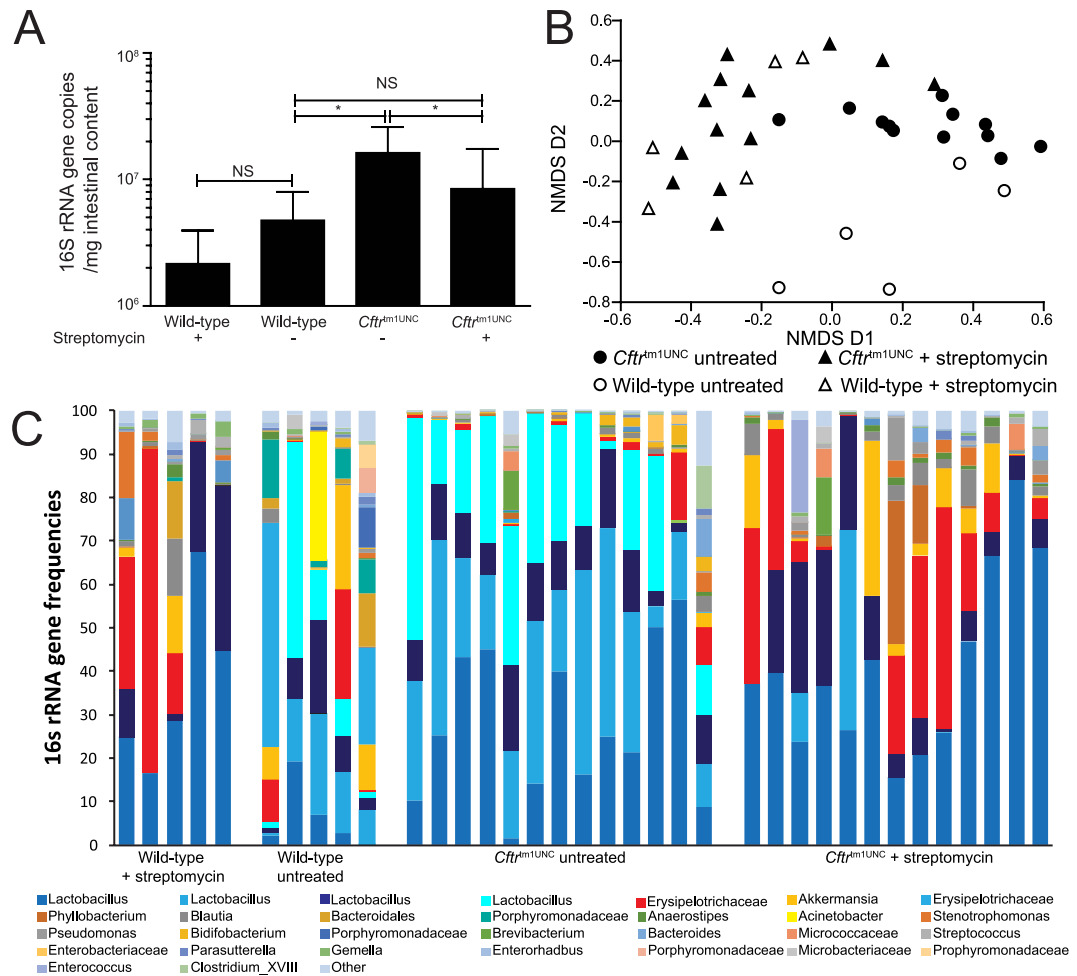 A
10⁸
10⁷
10⁶
16S rRNA gene copies
/mg intestinal content
NS
*
*
NS
Wild-type
Wild-type
Cftrtm1UNC
Cftrtm1UNC
Streptomycin
+
-
-
+
B
0.6
0.4
0.2
0.0
-0.2
-0.4
-0.6
-0.8
NMDS D2
-0.6
-0.4
-0.2
0.0
0.2
0.4
0.6
NMDS D1
Cftrtm1UNC untreated
Cftrtm1UNC + streptomycin
Wild-type untreated
Wild-type + streptomycin
C
100
90
80
70
60
50
40
30
20
10
0
16s rRNA gene frequencies
Wild-type
+ streptomycin
Wild-type
untreated
Cftrtm1UNC untreated
Cftrtm1UNC + streptomycin
Lactobacillus Lactobacillus Lactobacillus Lactobacillus Erysipelotrichaceae Akkermansia Erysipelotrichaceae
Phyllobacterium Blautia Bacteroidales Porphyromonadaceae Anaerostipes Acinetobacter Stenotrophomonas
Pseudomonas Bifidobacterium Porphyromonadaceae Brevibacterium Bacteroides Micrococcaceae Streptococcus
Enterobacteriaceae Parasutterella Gemella Enterorhadbus Porphyromonadaceae Microbacteriaceae Prophyromonadaceae
Enterococcus Clostridium_XVIII Other